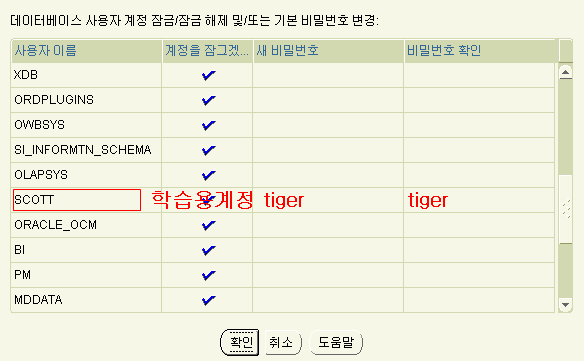 데이터베이스 사용자 계정 잠금/잠금 해제 및/또는 기본 비밀번호 변경:
사용자 이름 계정을 잠그겠... 새 비밀번호 비밀번호 확인
XDB
ORDPLUGINS
OWBSYS
SI_INFORMTN_SCHEMA
OLAPSYS
SCOTT 학습용계정 tiger tiger
ORACLE_OCM
BI
PM
MDDATA
확인 취소 도움말